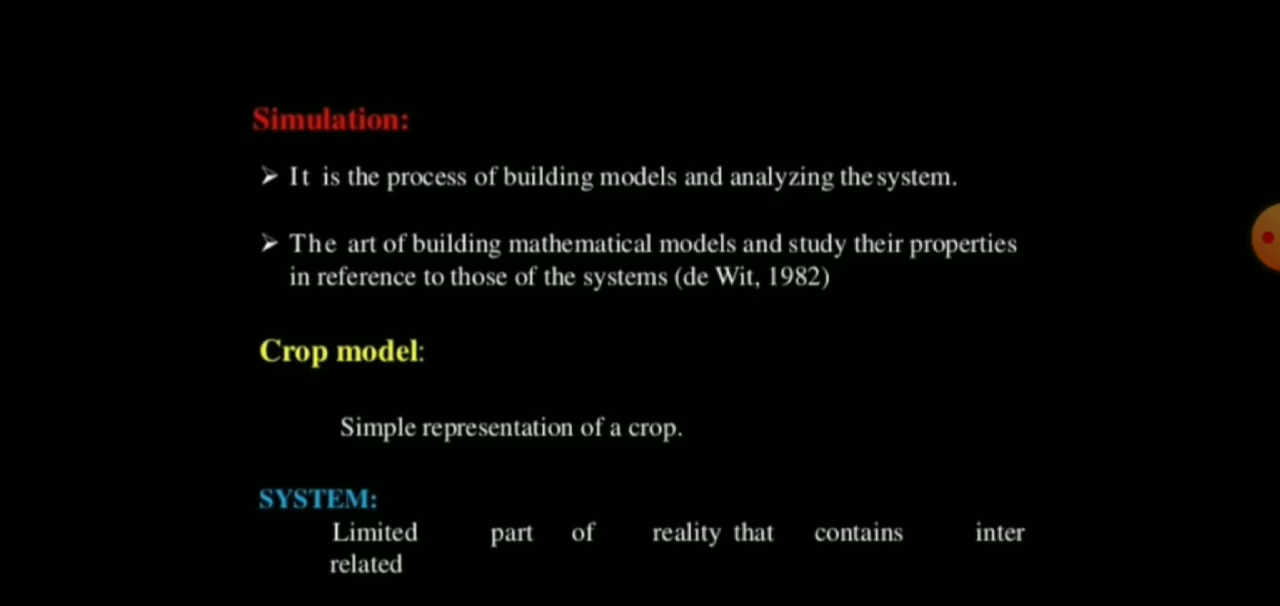 Simulation:
➢ It is the process of building models and analyzing the system.
➢ The art of building mathematical models and study their properties
in reference to those of the systems (de Wit, 1982)
Crop model:
Simple representation of a crop.
SYSTEM:
Limited part of reality that contains inter
related